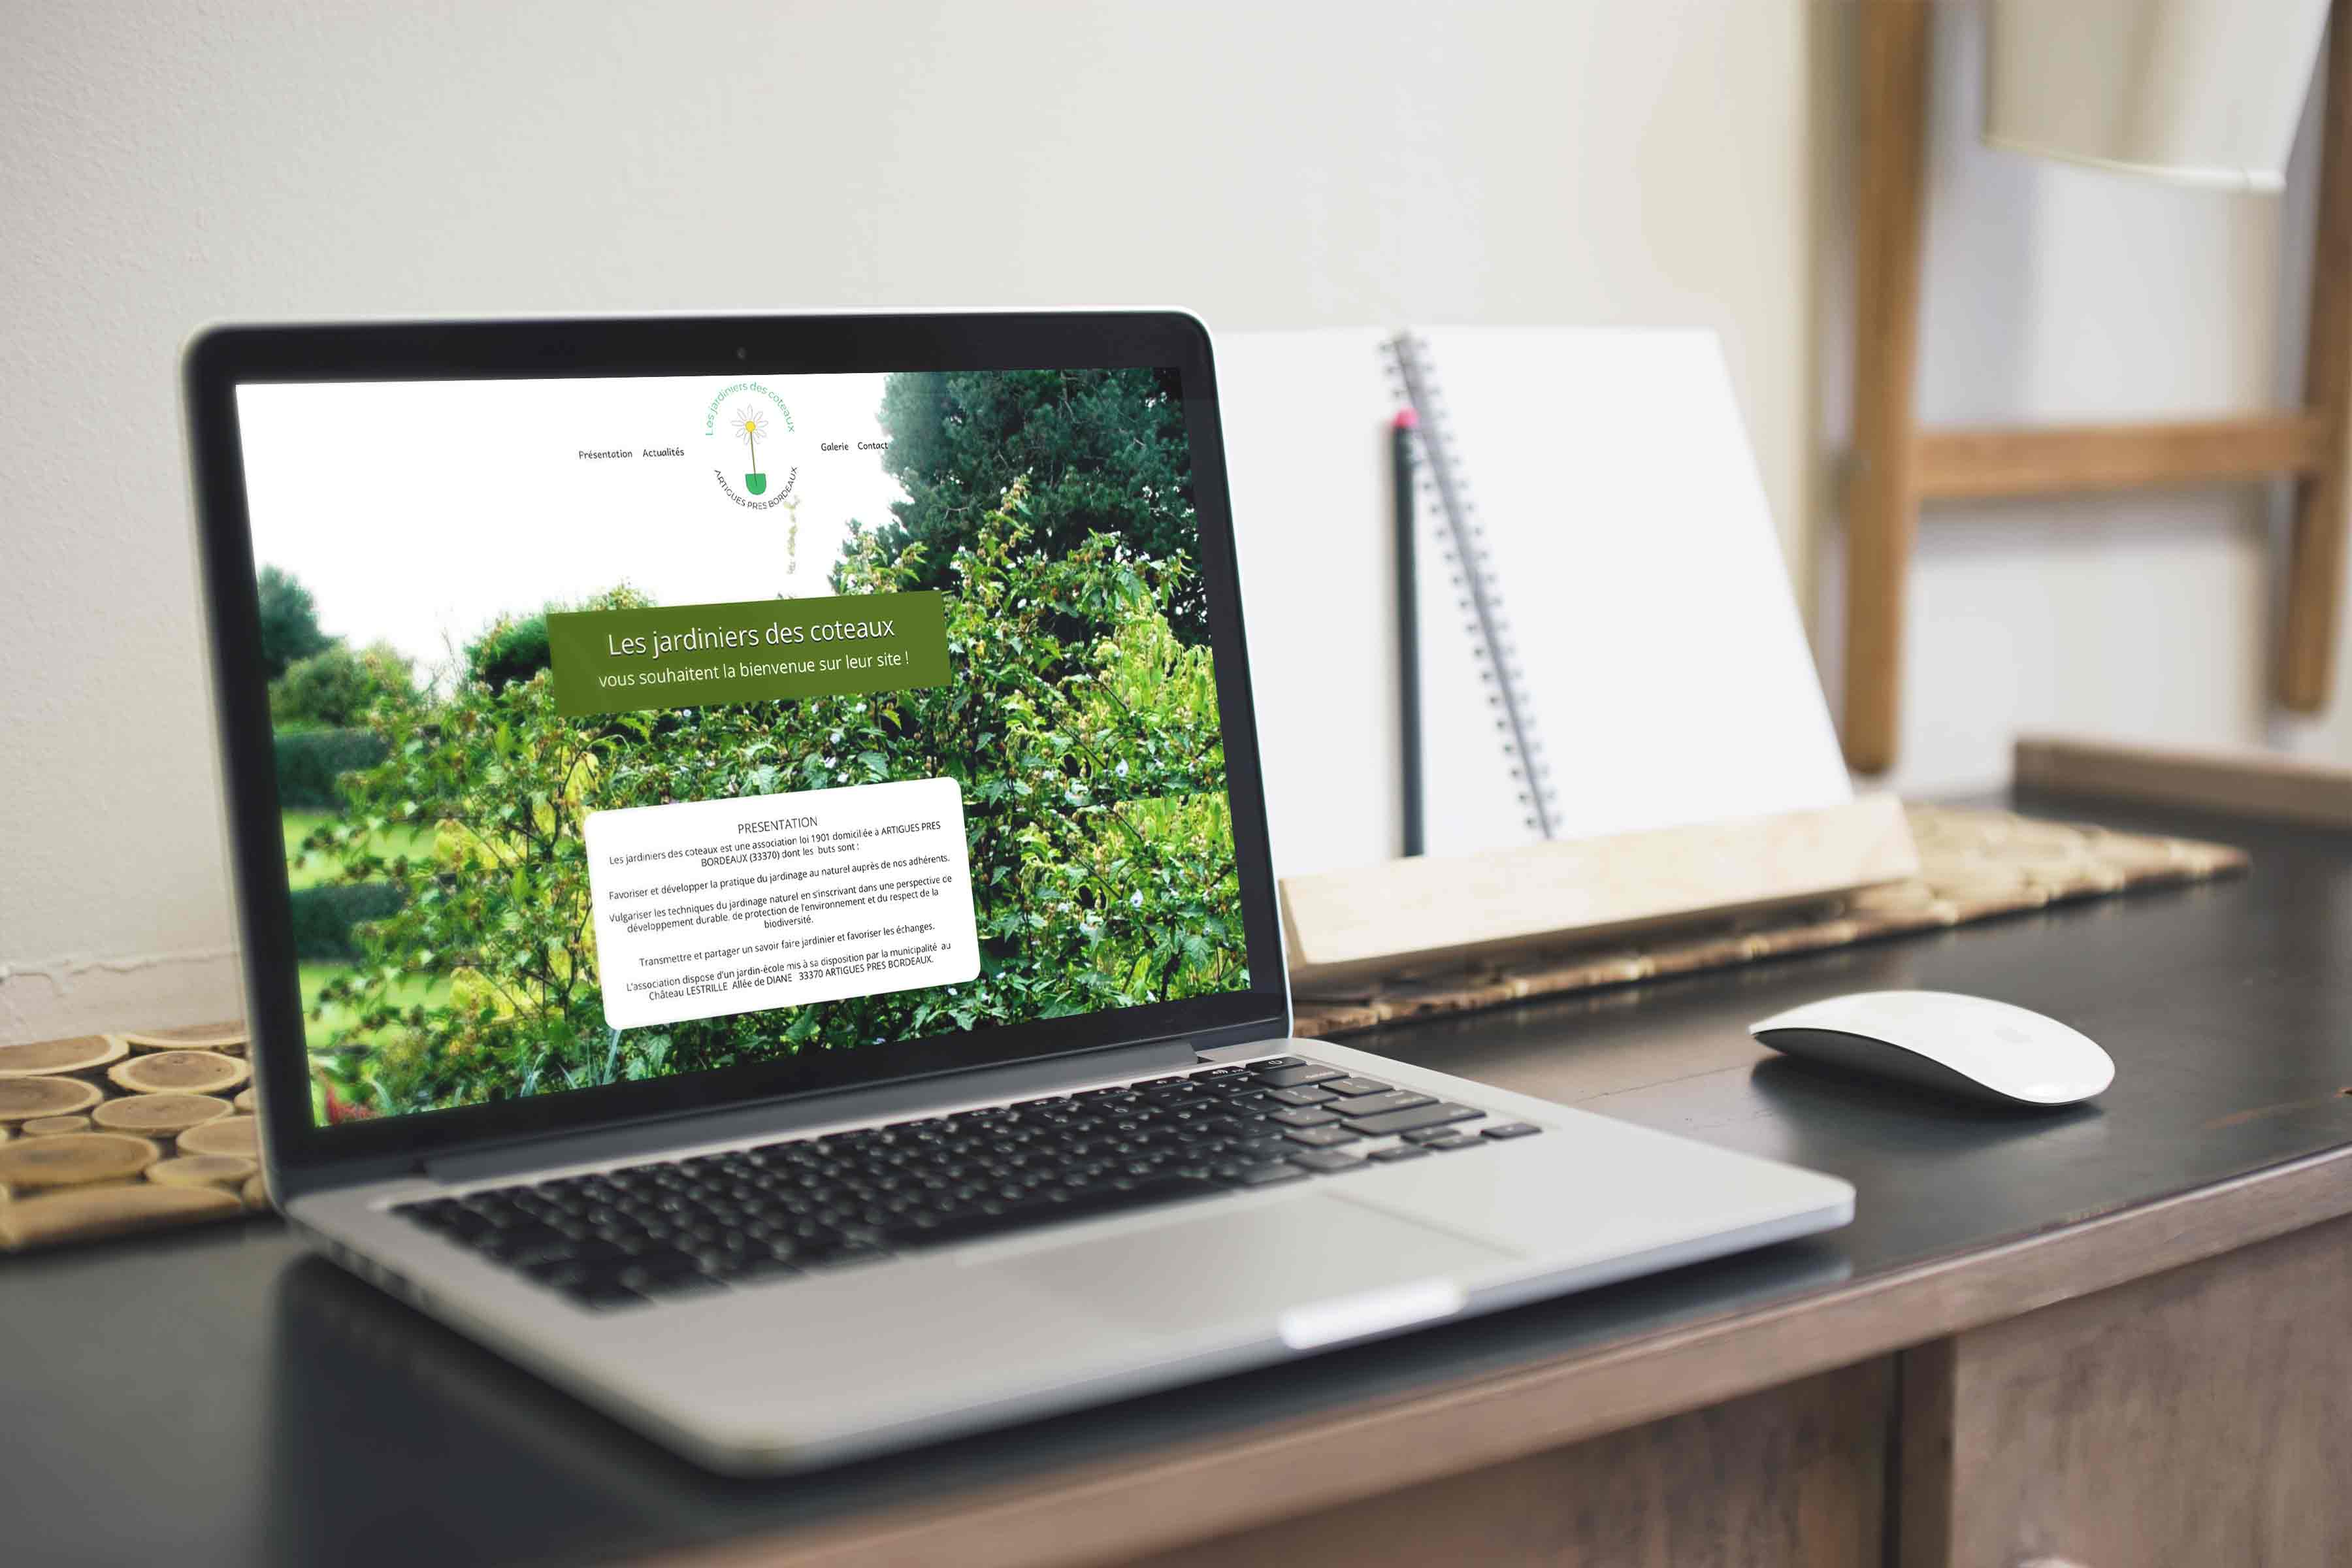 Les jardiniers des coteaux
Présentation Actualités
Galerie Contact
ARTIGUES PRES BORDEAUX
Les jardiniers des coteaux
vous souhaitent la bienvenue sur leur site !
PRESENTATION
Les jardiniers des coteaux est une association loi 1901 domiciliée à ARTIGUES PRES
BORDEAUX (33370) dont les buts sont :
Favoriser et développer la pratique du jardinage au naturel auprès de nos adhérents.
Vulgariser les techniques du jardinage naturel en s'inscrivant dans une perspective de
développement durable, de protection de l'environnement et du respect de la
biodiversité.
Transmettre et partager un savoir faire jardinier et favoriser les échanges.
L'association dispose d'un jardin-école mis à sa disposition par la municipalité au
Château LESTRILLE Allée de DIANE 33370 ARTIGUES PRES BORDEAUX.